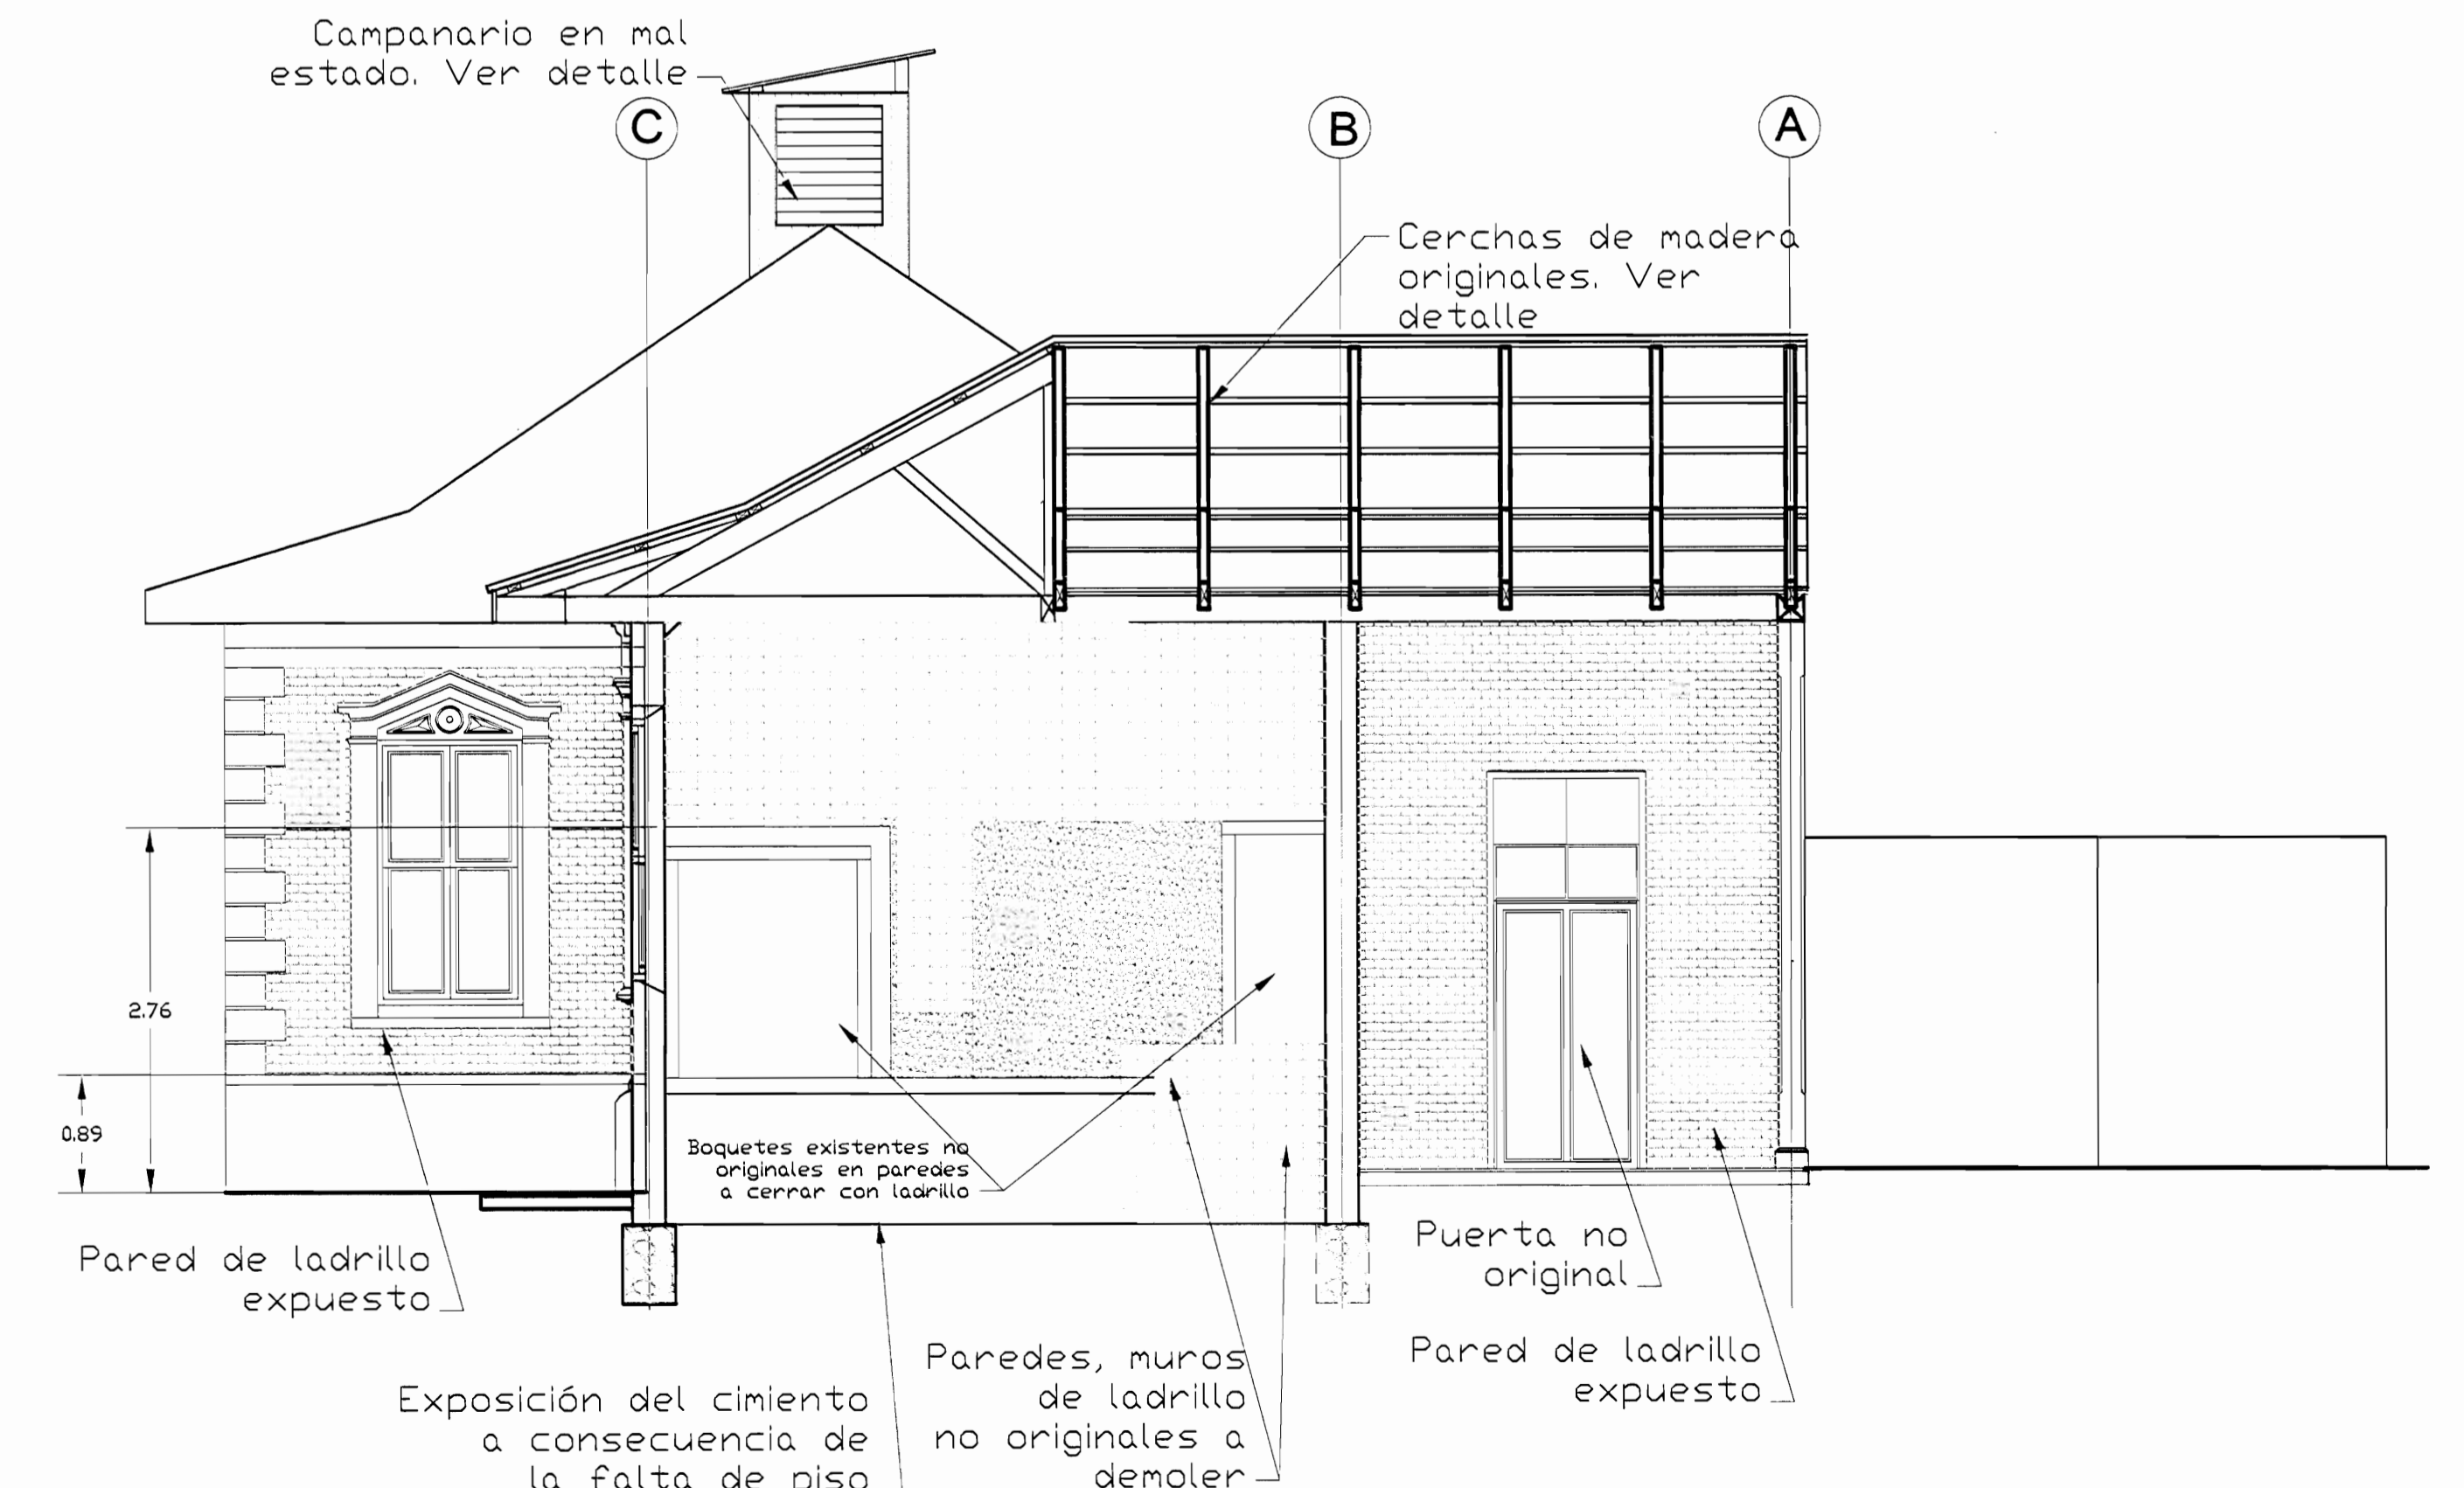 Campanario en mal
estado. Ver detalle
C
B
A
Cerchas de madera
originales. Ver
detalle
2.76
0.89
Boquetes existentes no
originales en paredes
a cerrar con ladrillo
Pared de ladrillo
expuesto
Puerta no
original
Paredes, muros
de ladrillo
no originales a
demoler
Pared de ladrillo
expuesto
Exposición del cimiento
a consecuencia de
la falta de piso